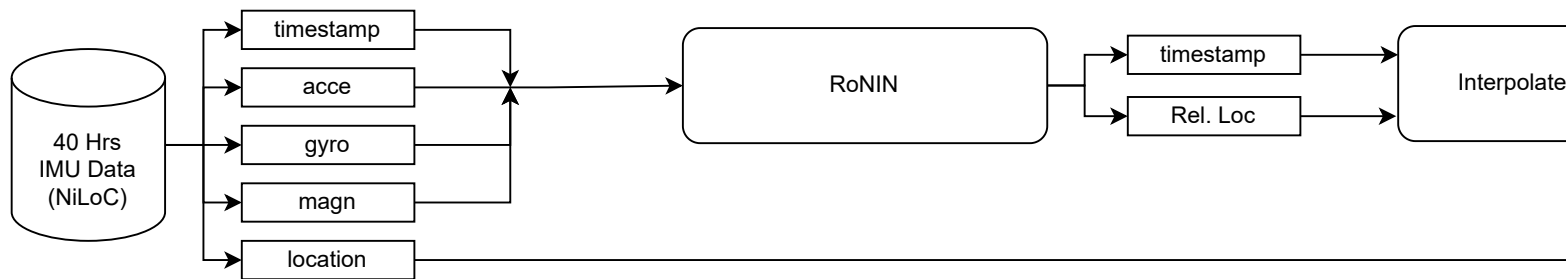 40 Hrs
IMU Data
(NiLoC)
timestamp
acce
gyro
magn
location
RoNIN
timestamp
Rel. Loc
Interpolate